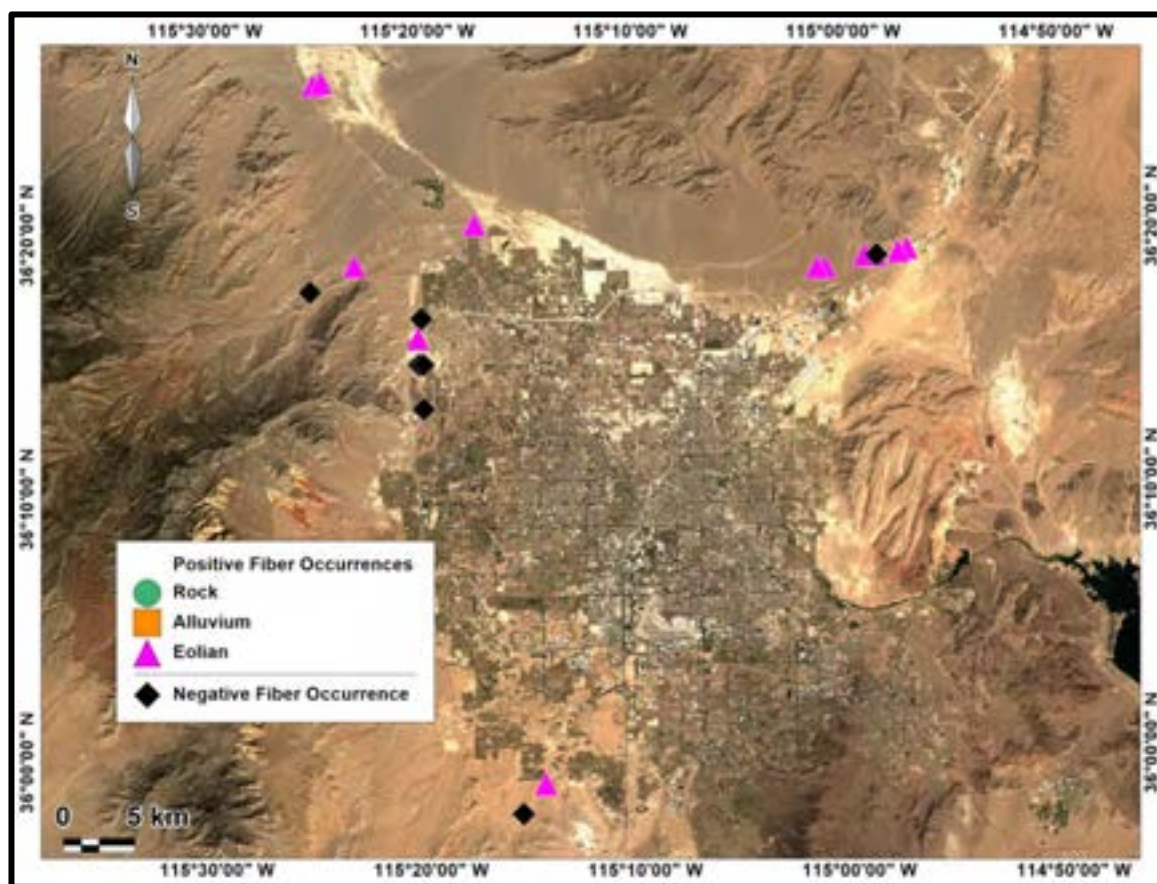 115°30'00" W 115°20'00" W 115°10'00" W 115°00'00" W 114°50'00" W
N
S
36°20'00" N
36°20'00" N
36°10'00" N
36°10'00" N
Positive Fiber Occurrences
Rock
Alluvium
Eolian
Negative Fiber Occurrence
36°00'00" N
36°00'00" N
0 5 km
115°30'00" W 115°20'00" W 115°10'00" W 115°00'00" W 114°50'00" W